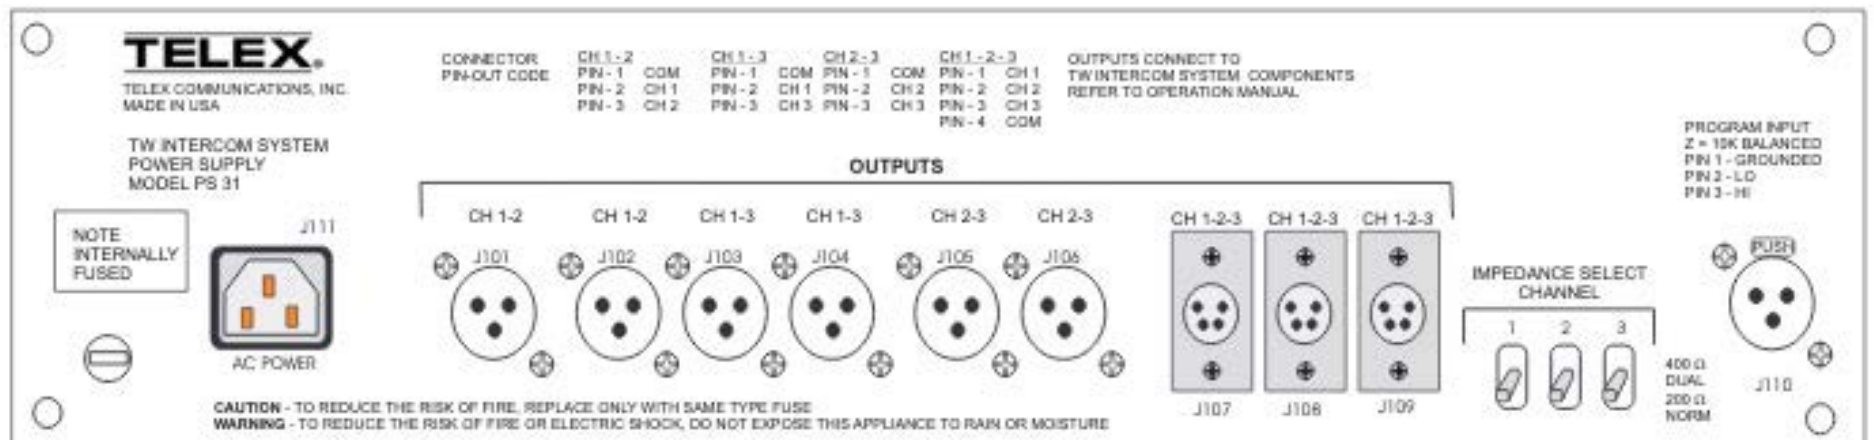 TELEX®
TELEX COMMUNICATIONS, INC.
MADE IN USA
TW INTERCOM SYSTEM
POWER SUPPLY
MODEL PS 31
CONNECTOR
PIN-OUT CODE
CH 1 - 2
PIN - 1 COM
PIN - 2 CH 1
PIN - 3 CH 2
CH 1 - 3
PIN - 1 COM
PIN - 2 CH 1
PIN - 3 CH 3
CH 2 - 3
PIN - 1 COM
PIN - 2 CH 2
PIN - 3 CH 3
CH 1 - 2 - 3
PIN - 1 CH 1
PIN - 2 CH 2
PIN - 3 CH 3
PIN - 4 COM
OUTPUTS CONNECT TO
TW INTERCOM SYSTEM COMPONENTS
REFER TO OPERATION MANUAL
PROGRAM INPUT
Z = 10K BALANCED
PIN 1 - GROUNDED
PIN 2 - LO
PIN 3 - HI
NOTE
INTERNALLY
FUSED
J111
AC POWER
OUTPUTS
CH 1-2 CH 1-2 CH 1-3 CH 1-3 CH 2-3 CH 2-3 CH 1-2-3 CH 1-2-3 CH 1-2-3
J101 J102 J103 J104 J105 J106
J107 J108 J109
IMPEDANCE SELECT
CHANNEL
1 2 3
400 Ω
DUAL
200 Ω
NORM
PUSH
J110
CAUTION - TO REDUCE THE RISK OF FIRE, REPLACE ONLY WITH SAME TYPE FUSE
WARNING - TO REDUCE THE RISK OF FIRE OR ELECTRIC SHOCK, DO NOT EXPOSE THIS APPLIANCE TO RAIN OR MOISTURE